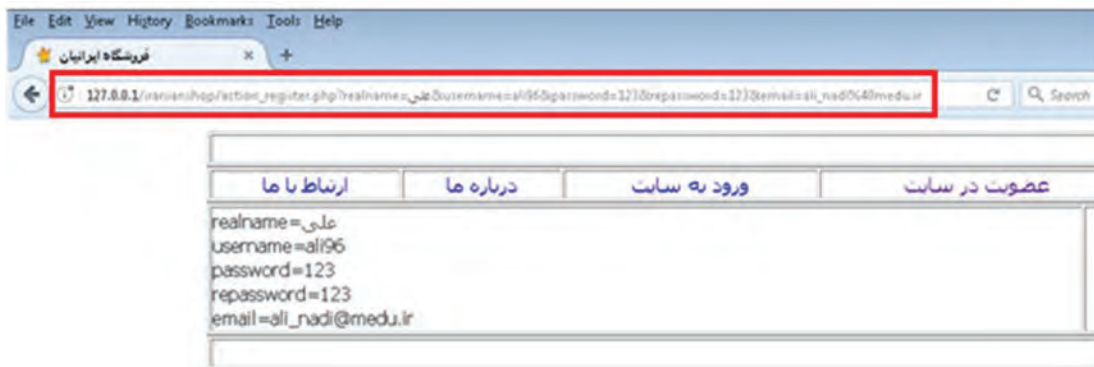 File Edit View History Bookmarks Tools Help
فروشگاه ایرانیان × +
127.0.0.1/iranianshop/action_register.php?realname=علی&username=ali96&password=123&repassword=123&email=ali_nadi%40medu.ir Search
عضویت در سایت ورود به سایت درباره ما ارتباط با ما
realname=علی
username=ali96
password=123
repassword=123
email=ali_nadi@medu.ir